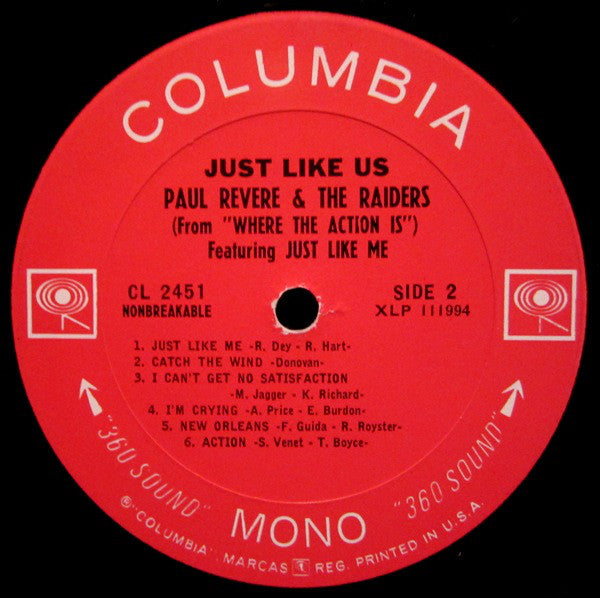 COLUMBIA
JUST LIKE US
PAUL REVERE & THE RAIDERS
(From "WHERE THE ACTION IS")
Featuring JUST LIKE ME
CL 2451
NONBREAKABLE
SIDE 2
XLP 111994
1. JUST LIKE ME -R. Dey - R. Hart-
2. CATCH THE WIND -Donovan-
3. I CAN'T GET NO SATISFACTION
-M. Jagger - K. Richard-
4. I'M CRYING -A. Price - E. Burdon-
5. NEW ORLEANS -F. Guida - R. Royster-
6. ACTION -S. Venet - T. Boyce-
"360 SOUND"
MONO
"360 SOUND"
®"COLUMBIA", MARCAS REG. PRINTED IN U.S.A.